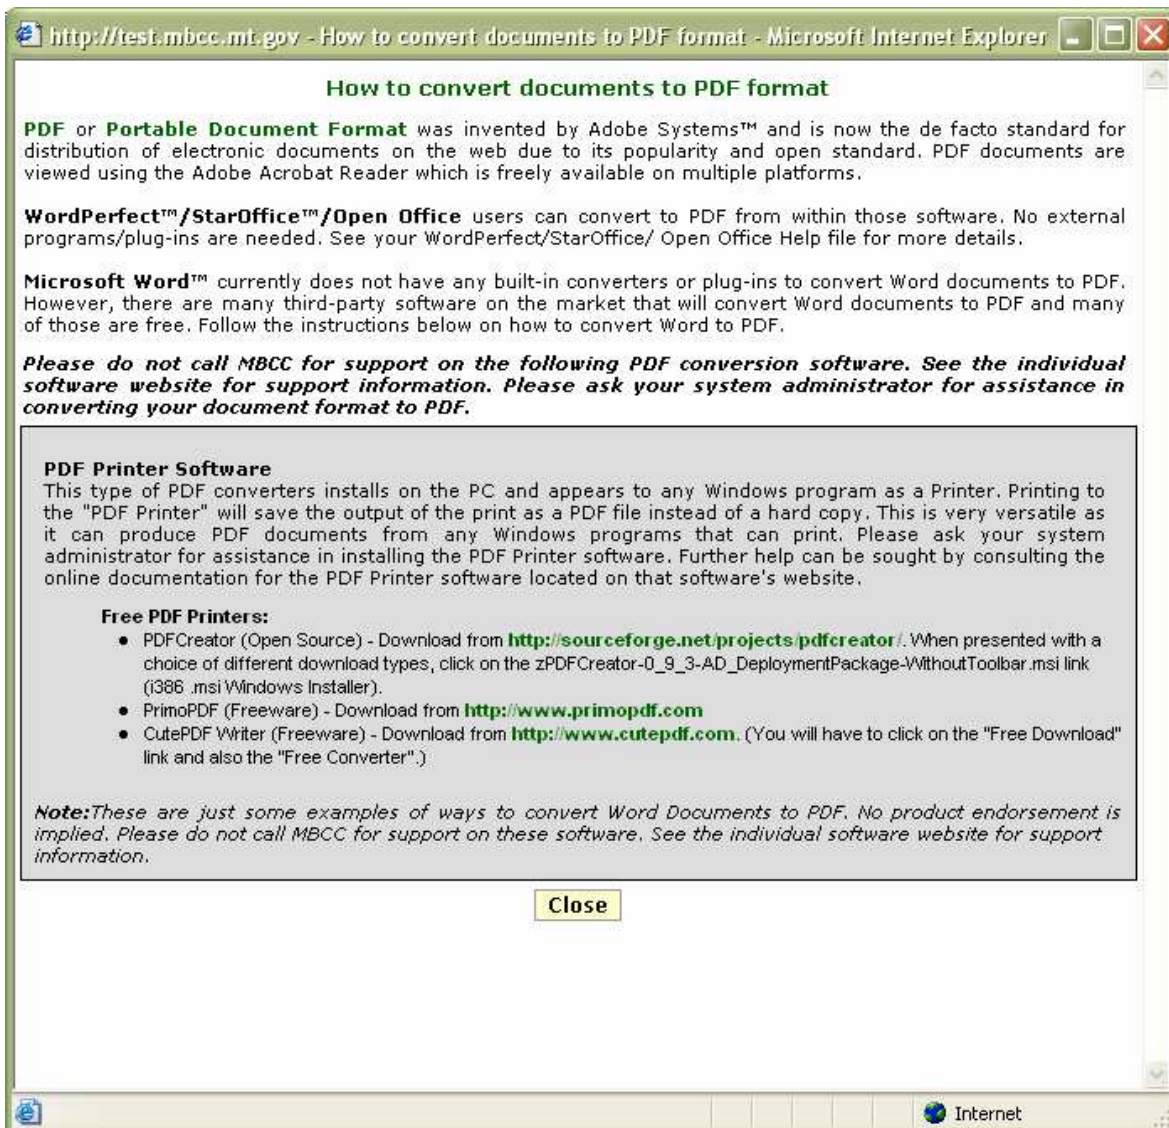 http://test.mbcc.mt.gov - How to convert documents to PDF format - Microsoft Internet Explorer
How to convert documents to PDF format
PDF or Portable Document Format was invented by Adobe Systems™ and is now the de facto standard for
distribution of electronic documents on the web due to its popularity and open standard. PDF documents are
viewed using the Adobe Acrobat Reader which is freely available on multiple platforms.
WordPerfect™/StarOffice™/Open Office users can convert to PDF from within those software. No external
programs/plug-ins are needed. See your WordPerfect/StarOffice/ Open Office Help file for more details.
Microsoft Word™ currently does not have any built-in converters or plug-ins to convert Word documents to PDF.
However, there are many third-party software on the market that will convert Word documents to PDF and many
of those are free. Follow the instructions below on how to convert Word to PDF.
Please do not call MBCC for support on the following PDF conversion software. See the individual
software website for support information. Please ask your system administrator for assistance in
converting your document format to PDF.
PDF Printer Software
This type of PDF converters installs on the PC and appears to any Windows program as a Printer. Printing to
the "PDF Printer" will save the output of the print as a PDF file instead of a hard copy. This is very versatile as
it can produce PDF documents from any Windows programs that can print. Please ask your system
administrator for assistance in installing the PDF Printer software. Further help can be sought by consulting the
online documentation for the PDF Printer software located on that software's website.
Free PDF Printers:
• PDFCreator (Open Source) - Download from http://sourceforge.net/projects/pdfcreator/. When presented with a
choice of different download types, click on the zPDFCreator-0_9_3-AD_DeploymentPackage-WithoutToolbar.msi link
(i386 .msi Windows Installer).
• PrimoPDF (Freeware) - Download from http://www.primopdf.com
• CutePDF Writer (Freeware) - Download from http://www.cutepdf.com. (You will have to click on the "Free Download"
link and also the "Free Converter".)
Note:These are just some examples of ways to convert Word Documents to PDF. No product endorsement is
implied. Please do not call MBCC for support on these software. See the individual software website for support
information.
Close
Internet